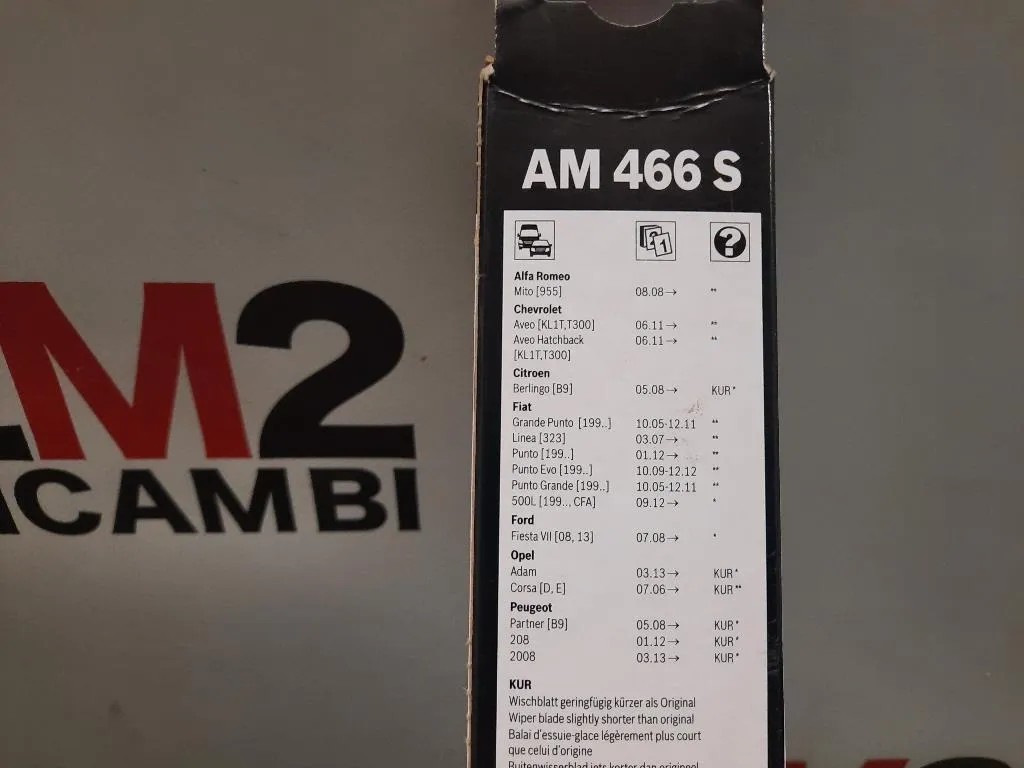 AM 466 S
Alfa Romeo
Mito [955] 08.08→ **
Chevrolet
Aveo [KL1T,T300] 06.11→ **
Aveo Hatchback 06.11→ **
[KL1T,T300]
Citroen
Berlingo [B9] 05.08→ KUR*
Fiat
Grande Punto [199..] 10.05-12.11 **
Linea [323] 03.07→ **
Punto [199..] 01.12→ **
Punto Evo [199..] 10.09-12.12 **
Punto Grande [199..] 10.05-12.11 **
500L [199.., CFA] 09.12→ *
Ford
Fiesta VII [08, 13] 07.08→ *
Opel
Adam 03.13→ KUR*
Corsa [D, E] 07.06→ KUR**
Peugeot
Partner [B9] 05.08→ KUR*
208 01.12→ KUR*
2008 03.13→ KUR*
KUR
Wischblatt geringfügig kürzer als Original
Wiper blade slightly shorter than original
Balai d'essuie-glace légèrement plus court
que celui d'origine
Ruitenwisserblad iets korter dan origineel
M2
ICAMBI